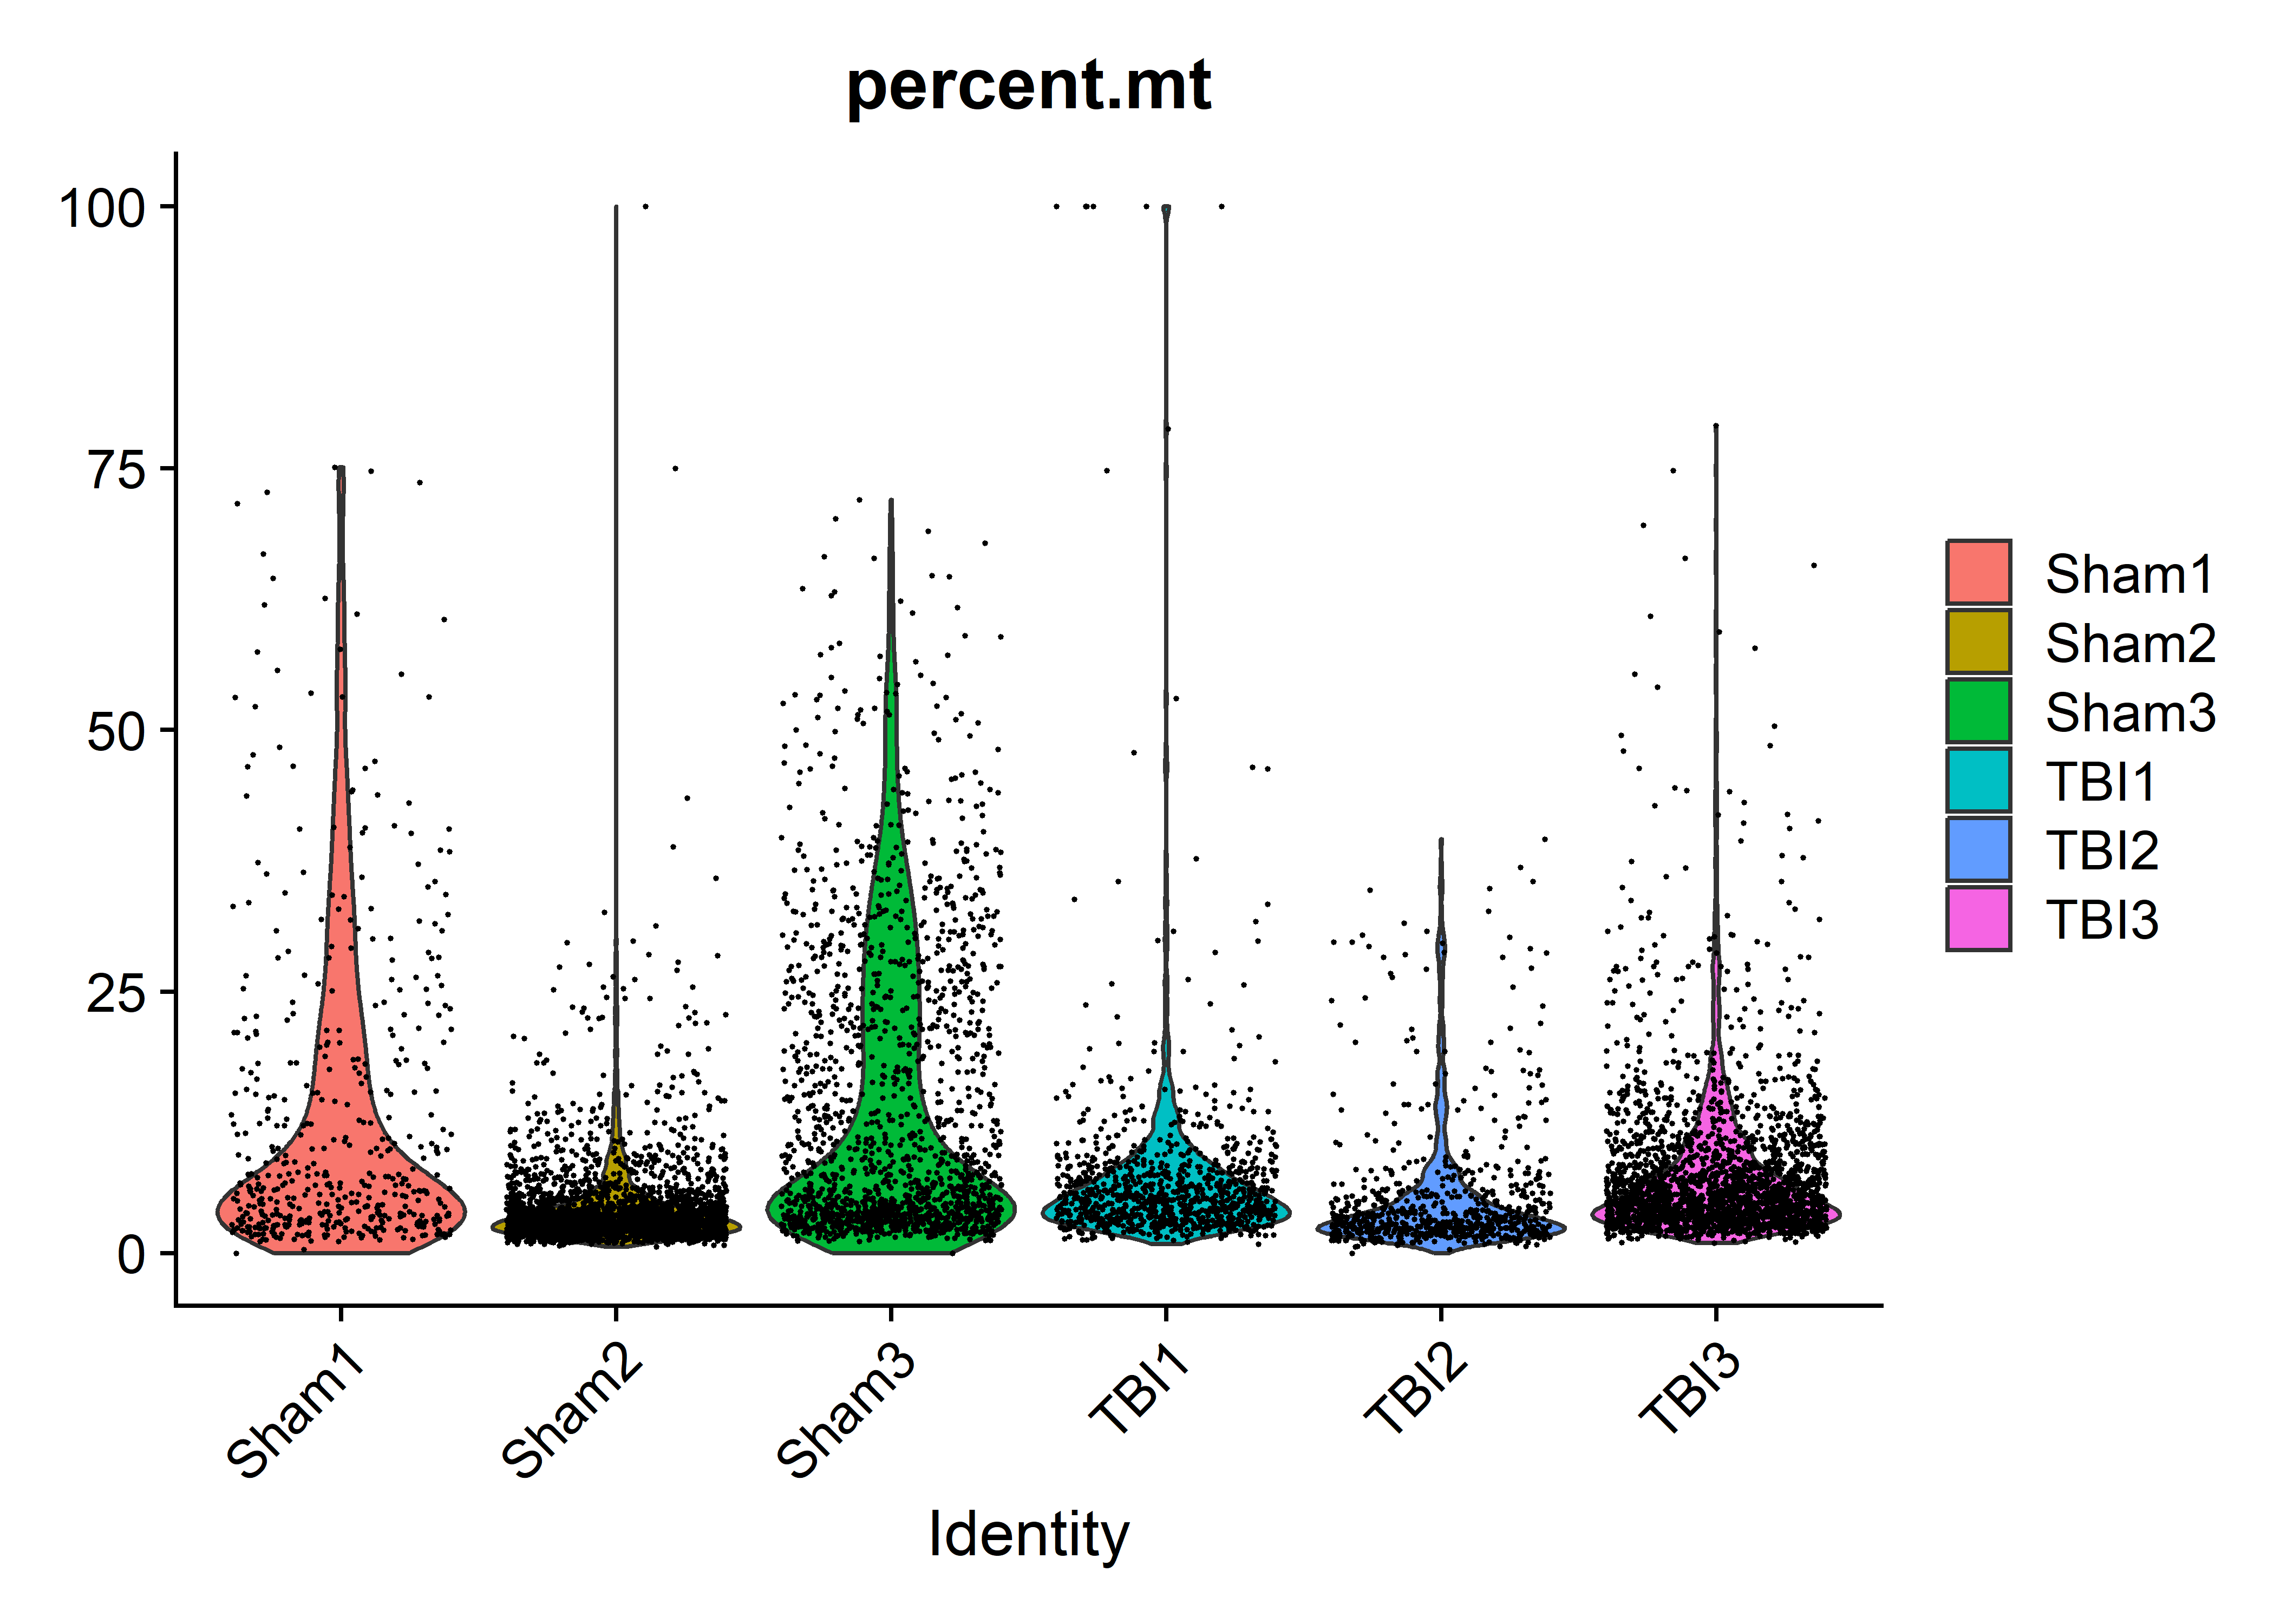 percent.mt
100
75
50
25
0
Sham1
Sham2
Sham3
TBI1
TBI2
TBI3
Identity
Sham1
Sham2
Sham3
TBI1
TBI2
TBI3